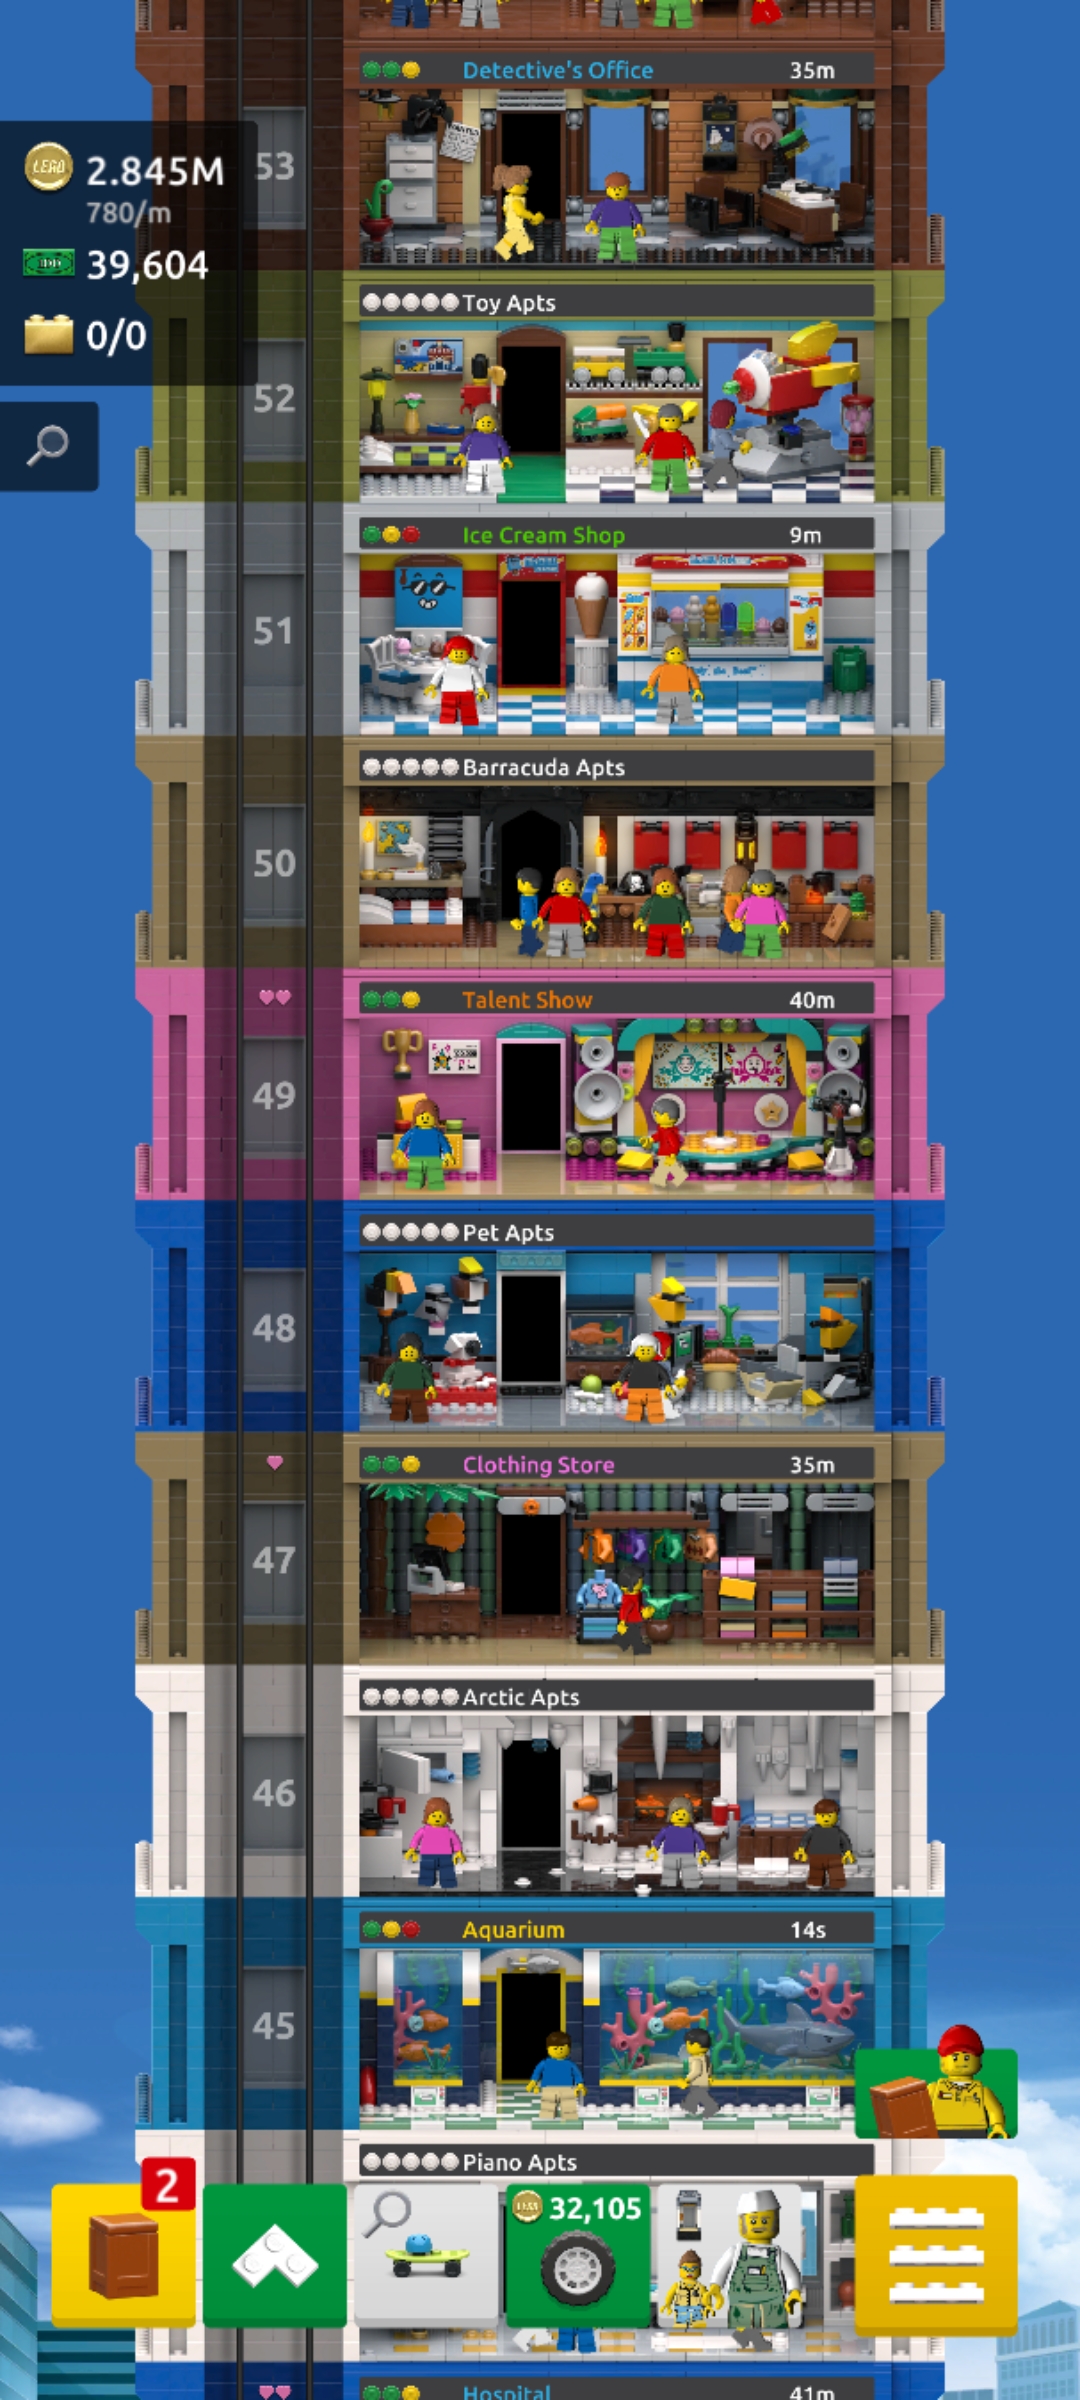 Detective's Office 35m
53
2.845M
780/m
39,604
0/0
Toy Apts
52
Ice Cream Shop 9m
51
Barracuda Apts
50
Talent Show 40m
49
Pet Apts
48
Clothing Store 35m
47
Arctic Apts
46
Aquarium 14s
45
Piano Apts
2
32,105
Hospital 41m